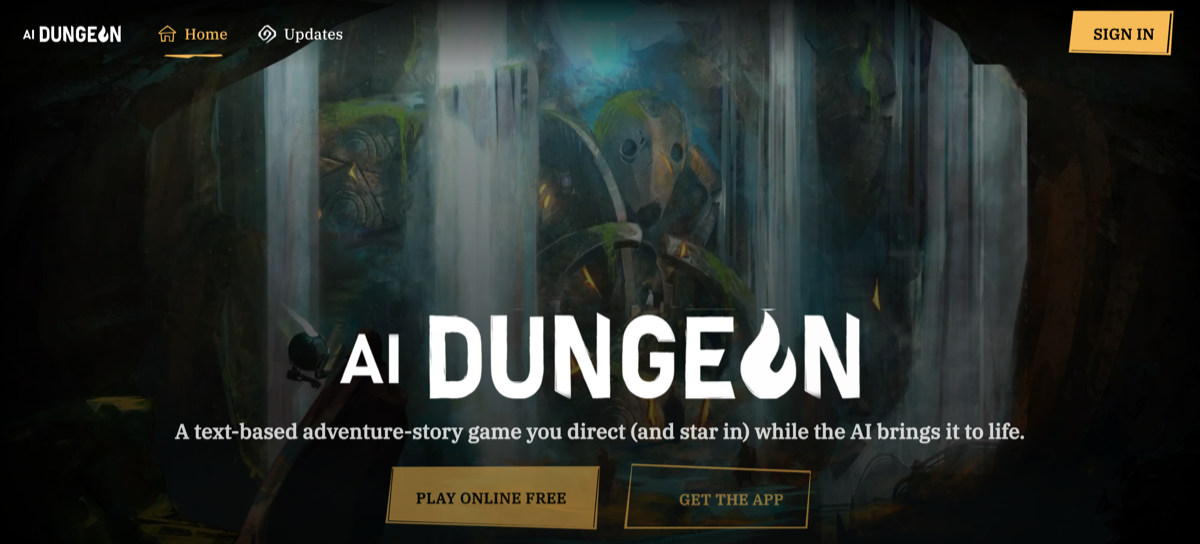 AI DUNGEON
Home
Updates
SIGN IN
AI DUNGEON
A text-based adventure-story game you direct (and star in) while the AI brings it to life.
PLAY ONLINE FREE
GET THE APP